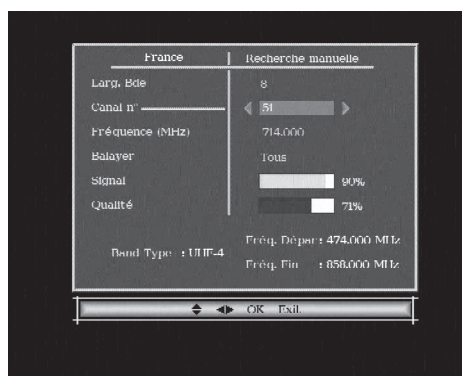 France Recherche manuelle
Larg. Bde 8
Canal n° 51
Fréquence (MHz) 714.000
Balayer Tous
Signal 90%
Qualité 71%
Band Type : UHF-4
Fréq. Dépar: 474.000 MHz
Fréq. Fin : 858.000 MHz
OK Exit